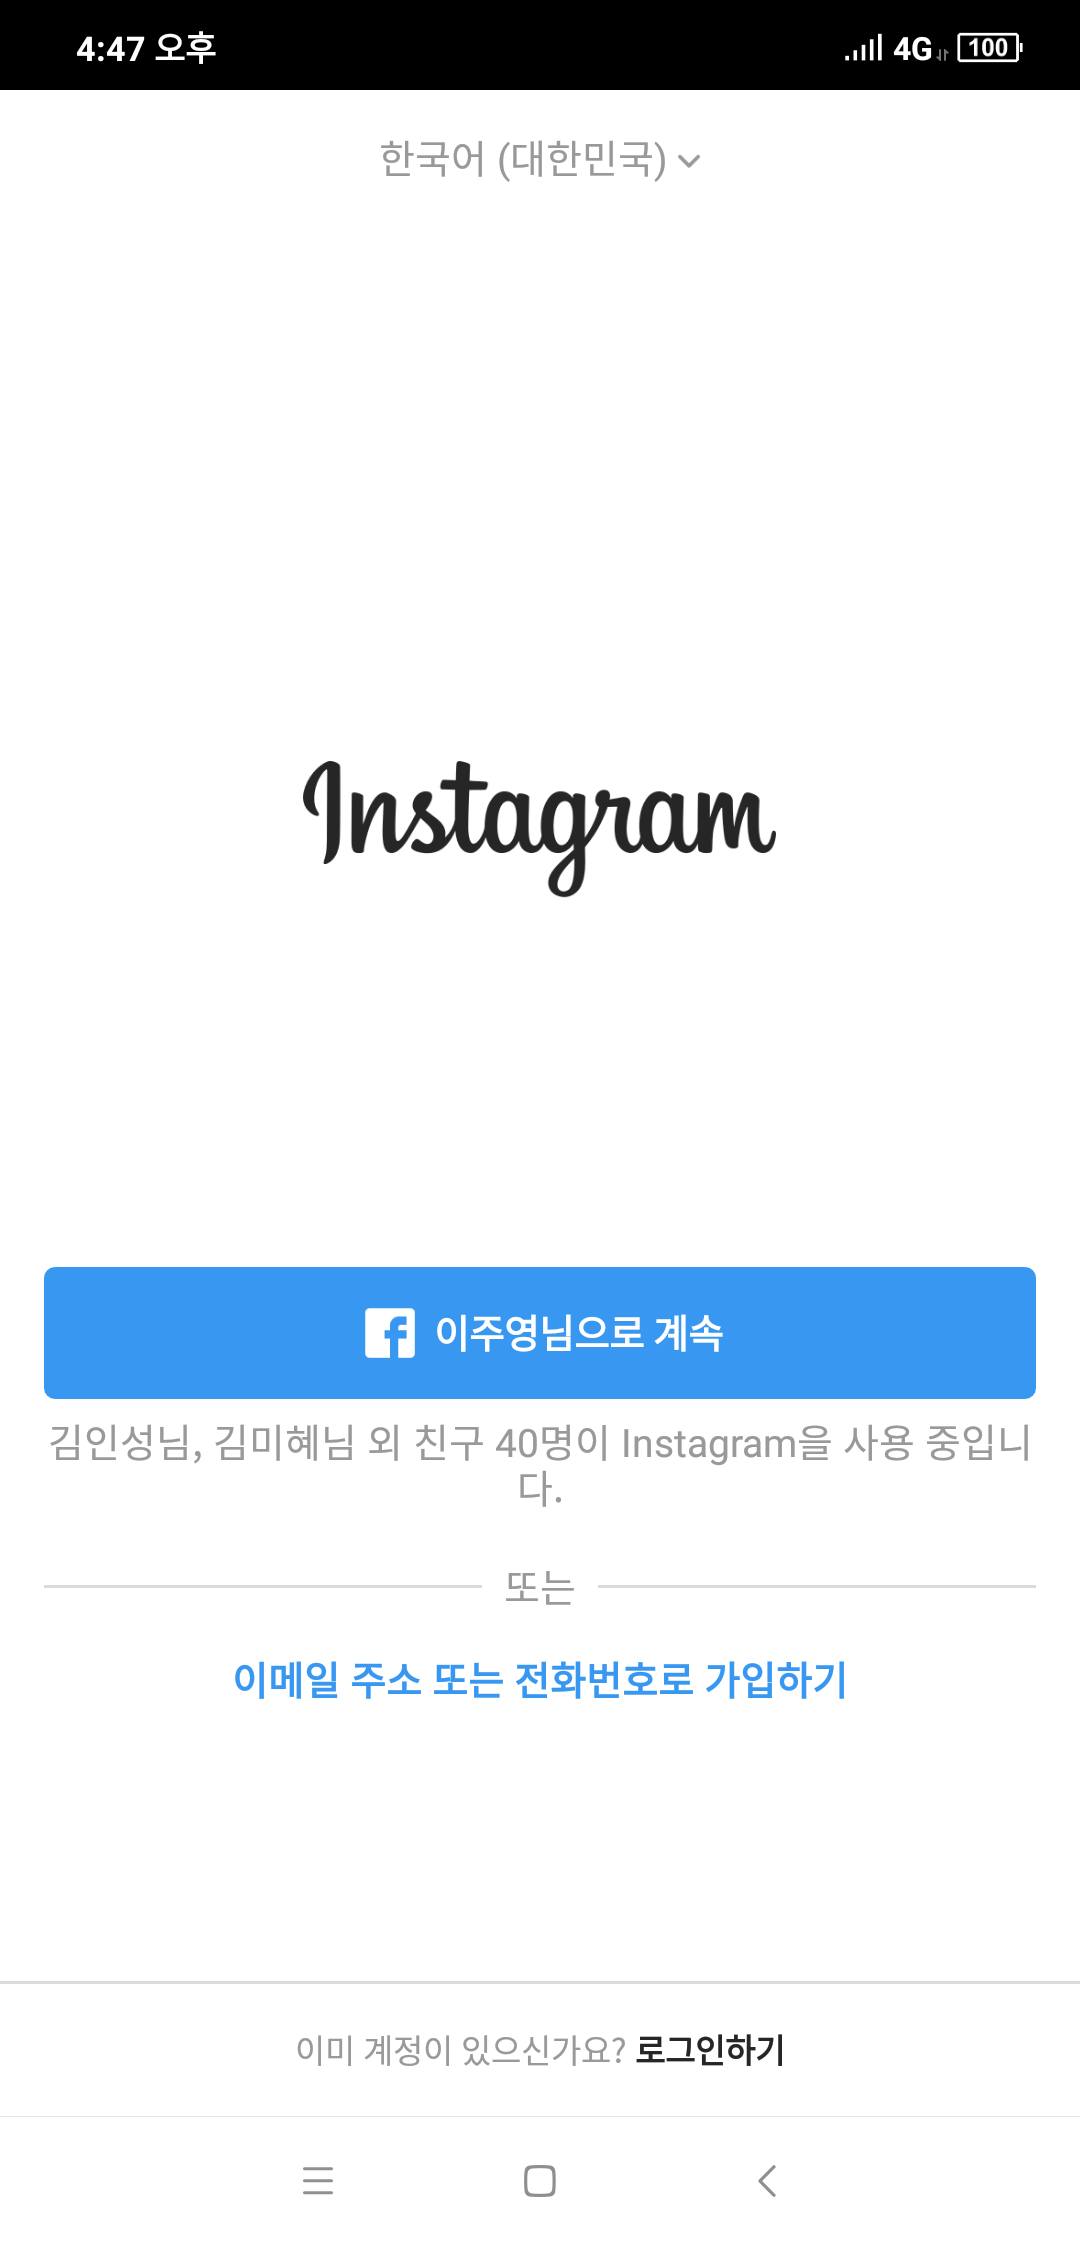 4:47 오후
4G 100
한국어 (대한민국)
Instagram
이주영님으로 계속
김인성님, 김미혜님 외 친구 40명이 Instagram을 사용 중입니
다.
또는
이메일 주소 또는 전화번호로 가입하기
이미 계정이 있으신가요? 로그인하기